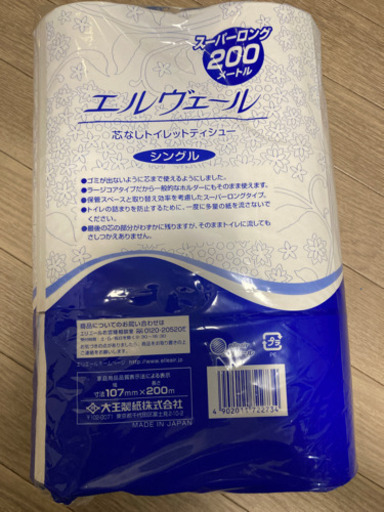 スーパーロング
200
メートル
エルヴェール
芯なしトイレットティシュー
シングル
●ゴミが出ないように芯まで使えるようにしました。
●ラージコアタイプだから一般的なホルダーにもそのまま使えます。
●保管スペースと取り替え効率を考慮したスーパーロングタイプ。
●トイレの詰まりを防止するために、一度に多量の紙を流さないで
ください。
●最後の芯の部分がわずかに残りますが、そのままトイレに流しても
さしつかえありません。
商品についてのお問い合わせは
エリエールお客様相談室 0120-205205
家庭用品品質表示法による表示
寸法 幅 107mm×長さ 200m
大王製紙株式会社
MADE IN JAPAN
PE
4902011722734